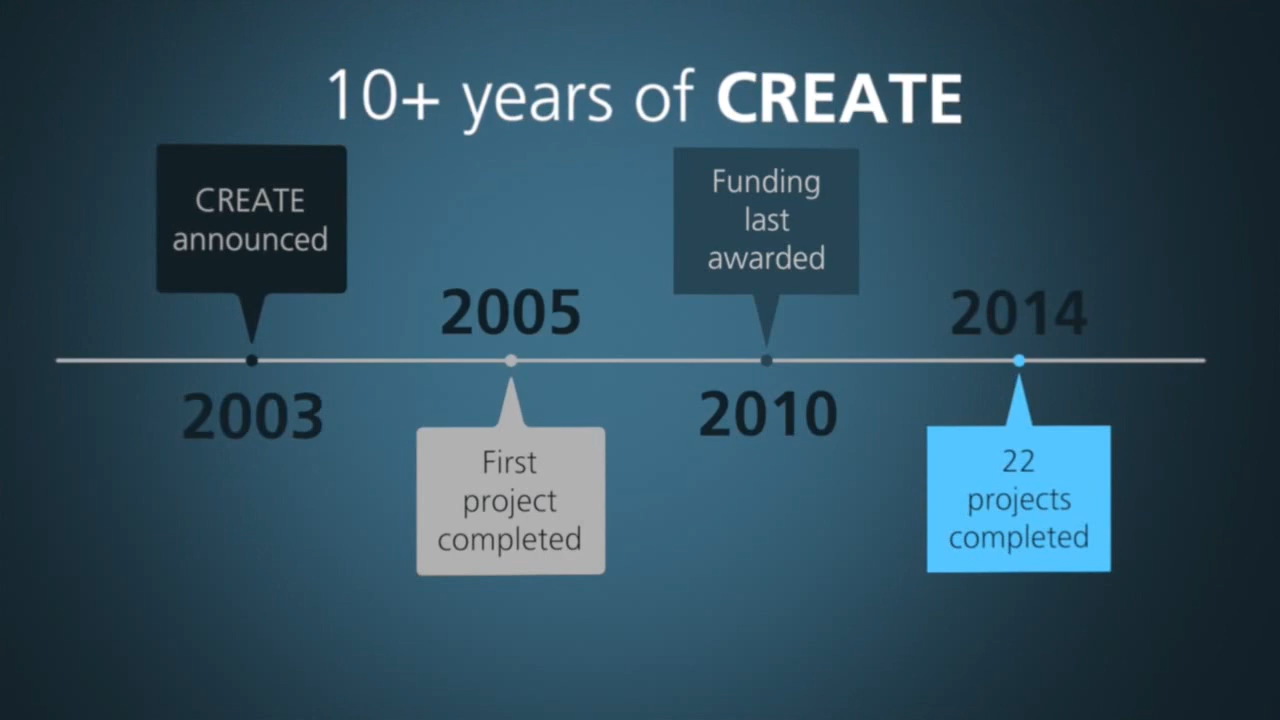 10+ years of CREATE
CREATE
announced
2003
2005
First
project
completed
Funding
last
awarded
2010
2014
22
projects
completed